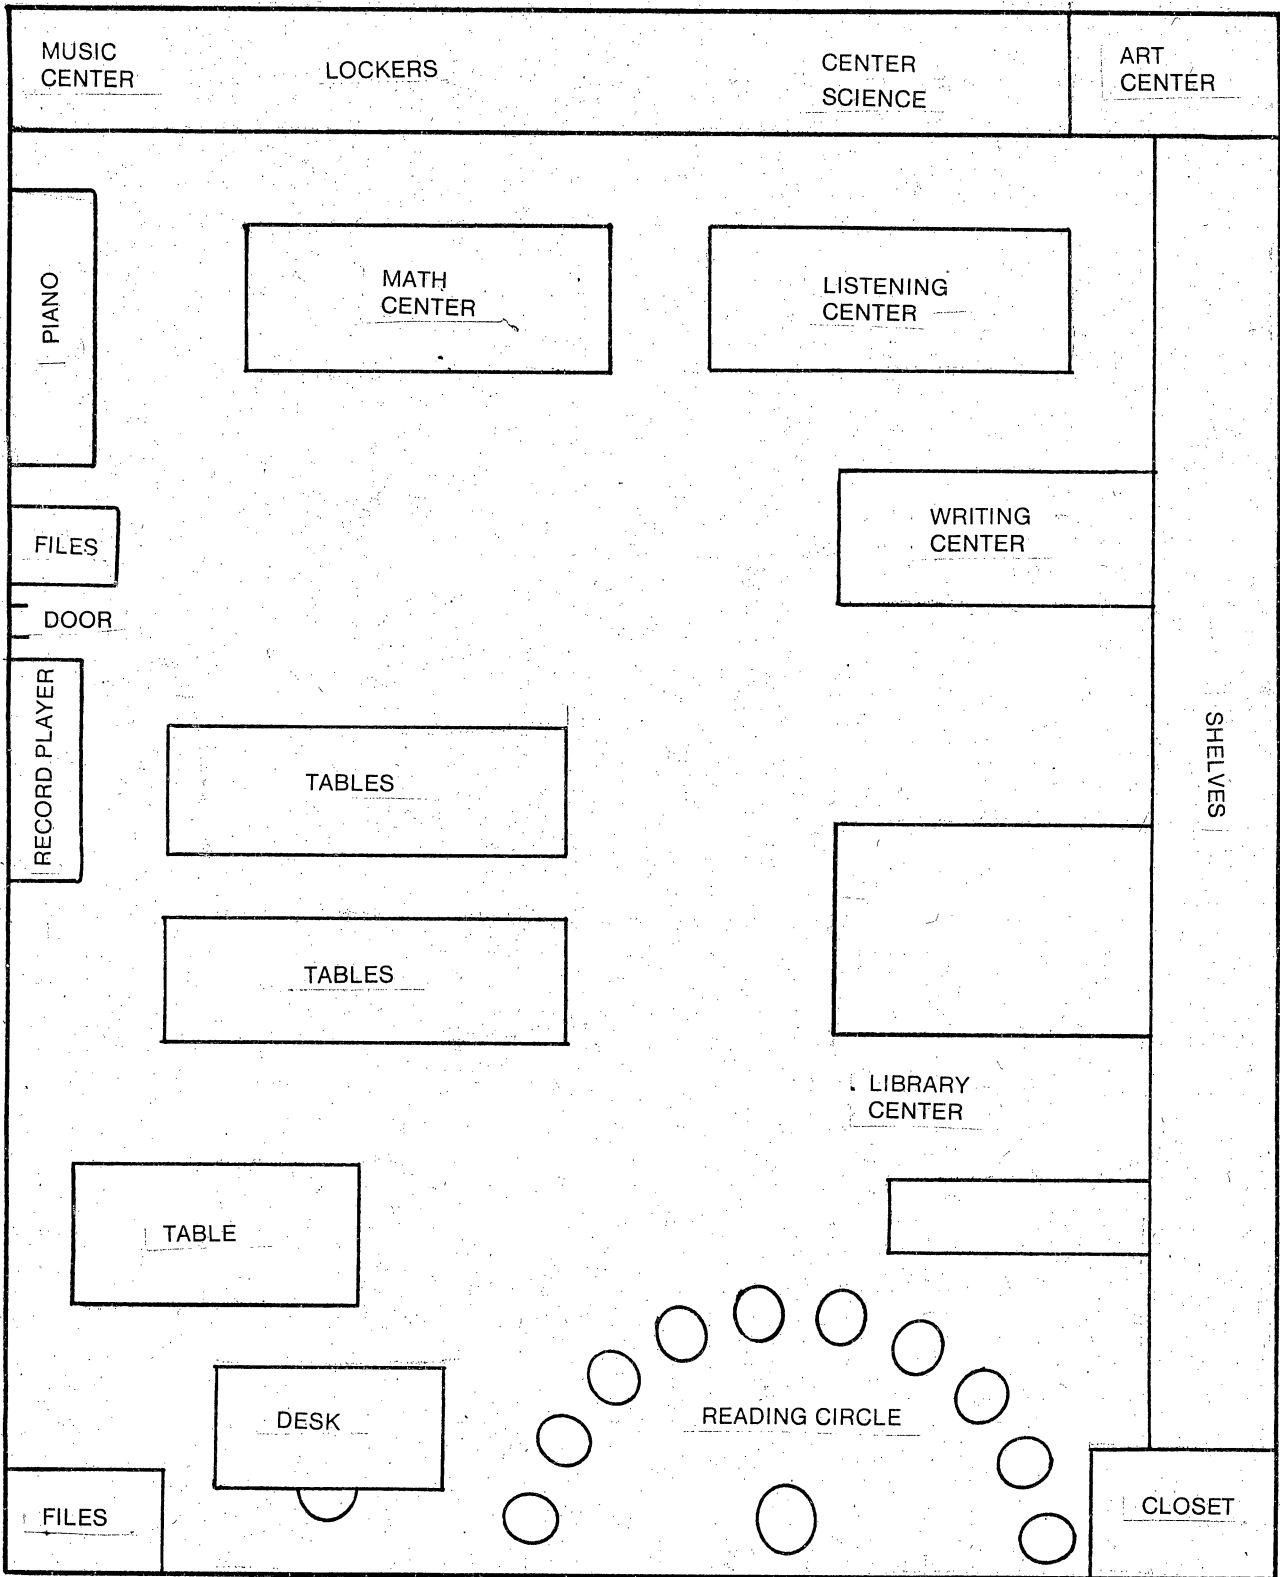 MUSIC
CENTER
LOCKERS
CENTER
SCIENCE
ART
CENTER
PIANO
MATH
CENTER
LISTENING
CENTER
FILES
WRITING
CENTER
DOOR
RECORD PLAYER
TABLES
SHELVES
TABLES
LIBRARY
CENTER
TABLE
DESK
READING CIRCLE
FILES
CLOSET